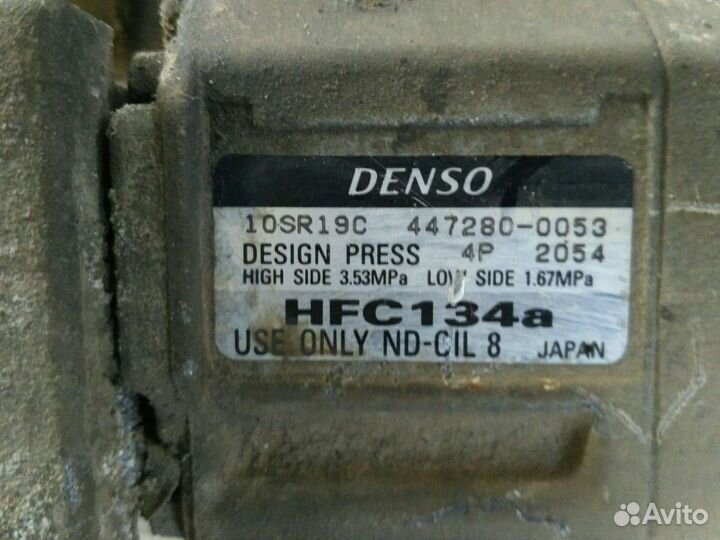 DENSO
10SR19C 447280-0053
DESIGN PRESS 4P 2054
HIGH SIDE 3.53MPa LOW SIDE 1.67MPa
HFC134a
USE ONLY ND-OIL 8 JAPAN
Avito